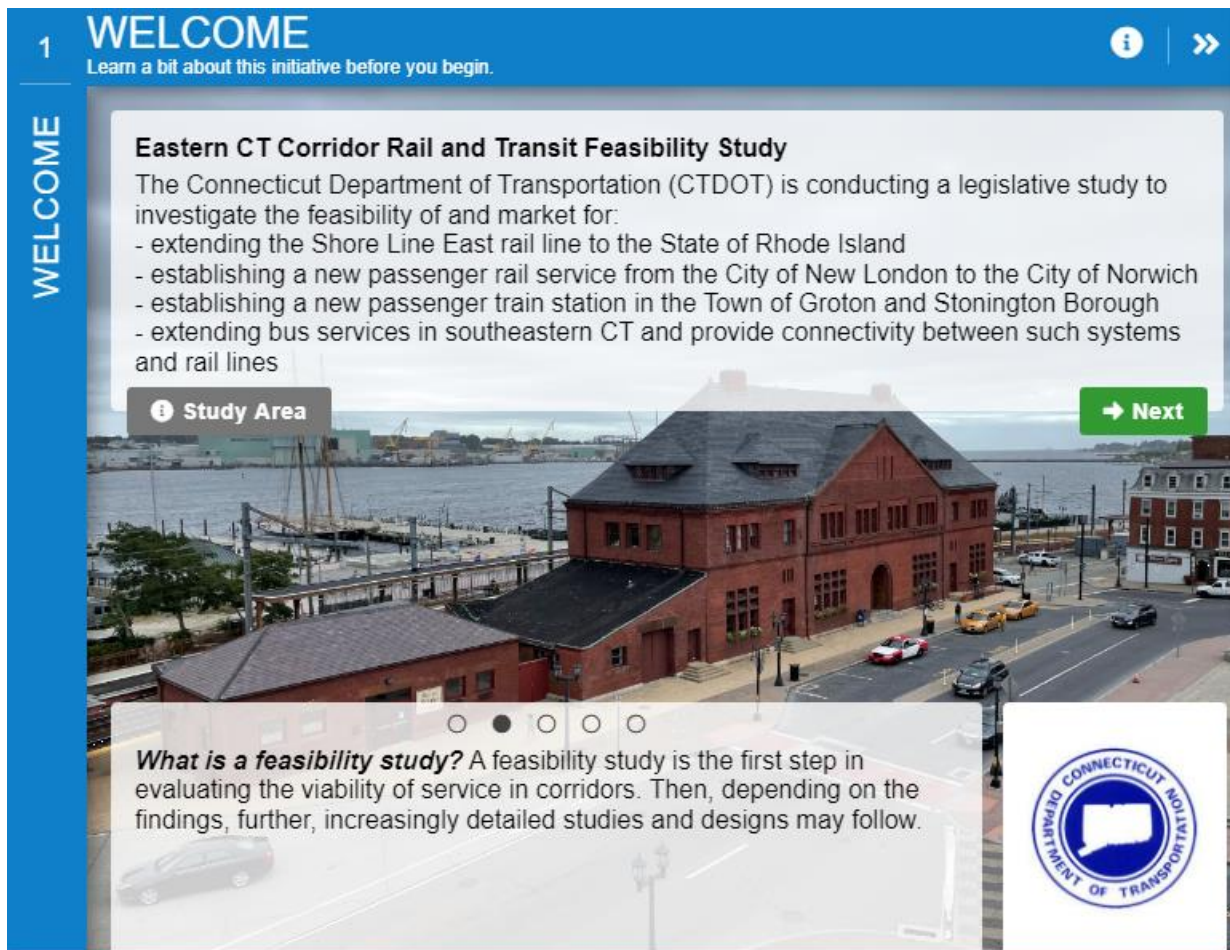 1
WELCOME
Learn a bit about this initiative before you begin.
WELCOME
Eastern CT Corridor Rail and Transit Feasibility Study
The Connecticut Department of Transportation (CTDOT) is conducting a legislative study to
investigate the feasibility of and market for:
- extending the Shore Line East rail line to the State of Rhode Island
- establishing a new passenger rail service from the City of New London to the City of Norwich
- establishing a new passenger train station in the Town of Groton and Stonington Borough
- extending bus services in southeastern CT and provide connectivity between such systems
and rail lines
Study Area
Next
What is a feasibility study? A feasibility study is the first step in
evaluating the viability of service in corridors. Then, depending on the
findings, further, increasingly detailed studies and designs may follow.
CONNECTICUT
DEPARTMENT OF TRANSPORTATION